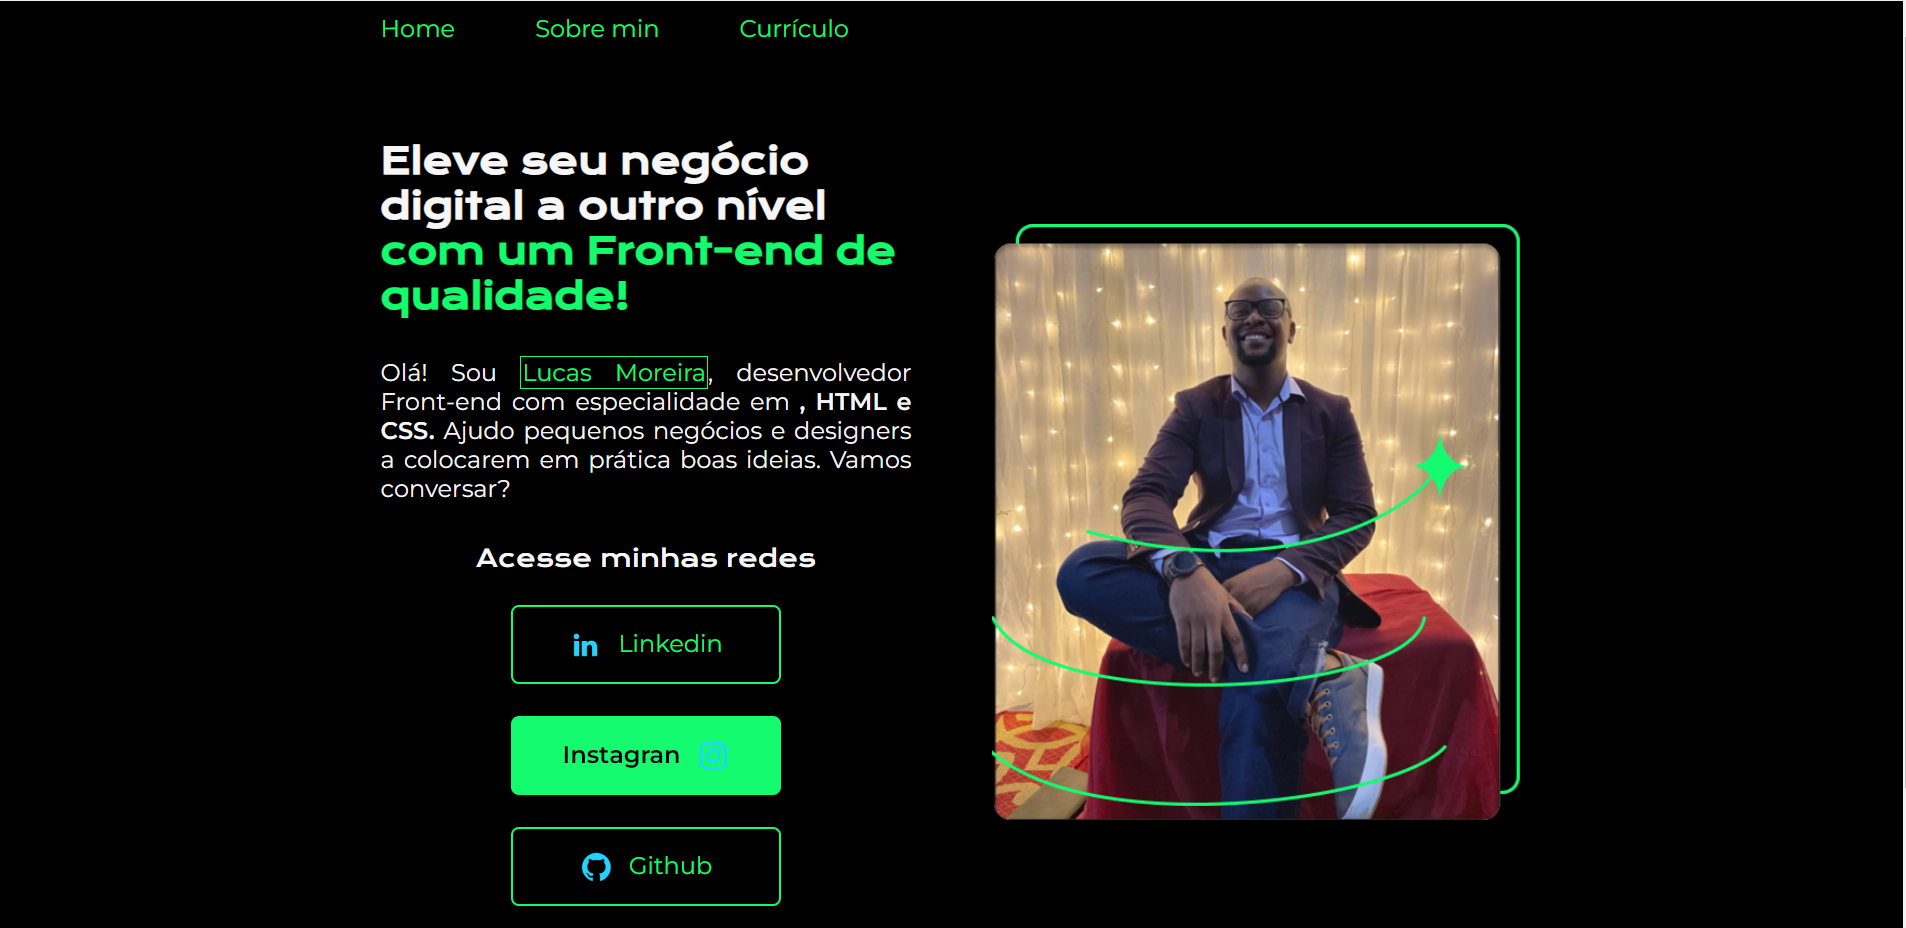 Home Sobre min Currículo
Eleve seu negócio
digital a outro nível
com um Front-end de
qualidade!
Olá! Sou Lucas Moreira, desenvolvedor
Front-end com especialidade em , HTML e
CSS. Ajudo pequenos negócios e designers
a colocarem em prática boas ideias. Vamos
conversar?
Acesse minhas redes
in Linkedin
Instagran
Github